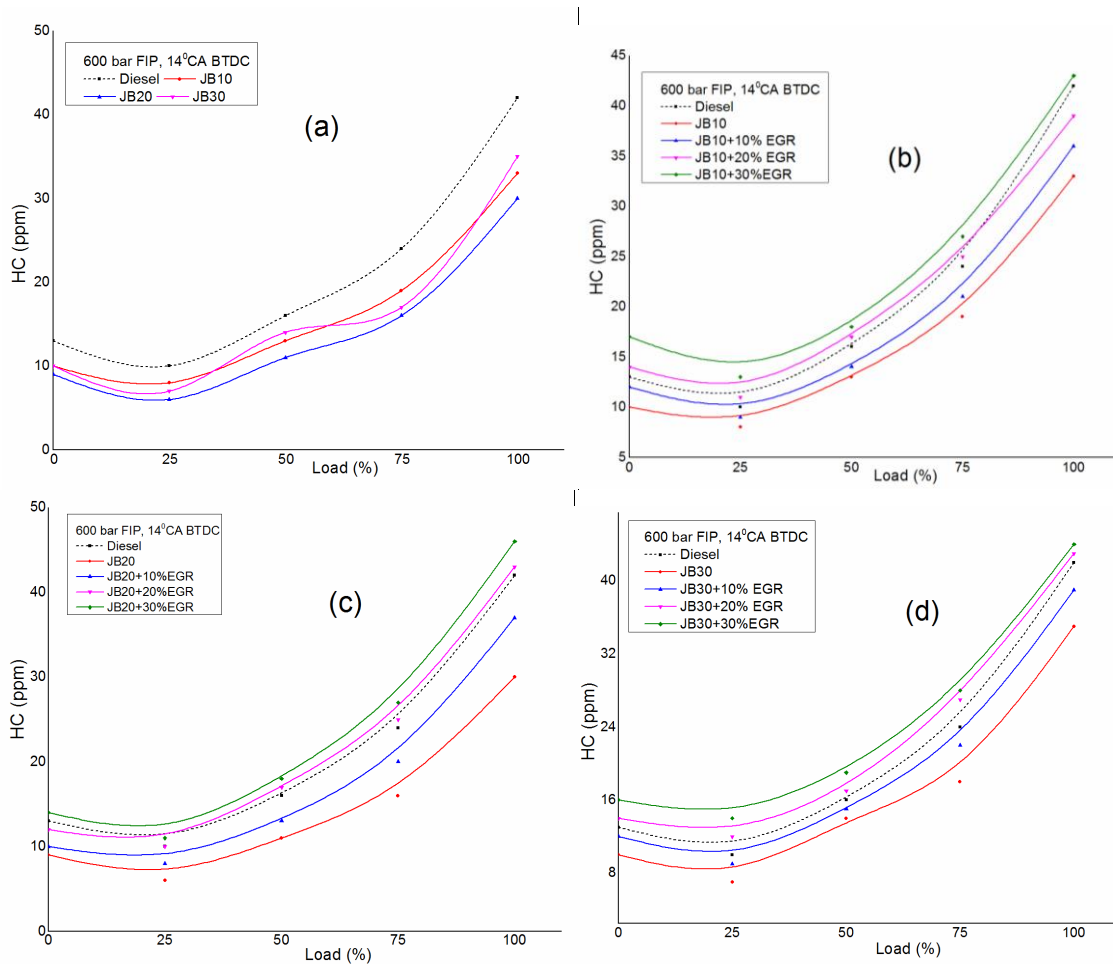 50
40
30
20
10
0
HC (ppm)
600 bar FIP, 14⁰CA BTDC
Diesel JB10
JB20 JB30
(a)
0 25 50 75 100
Load (%)
45
40
35
30
25
20
15
10
5
HC (ppm)
600 bar FIP, 14⁰CA BTDC
Diesel
JB10
JB10+10% EGR
JB10+20% EGR
JB10+30%EGR
(b)
0 25 50 75 100
Load (%)
50
40
30
20
10
0
HC (ppm)
600 bar FIP, 14⁰CA BTDC
Diesel
JB20
JB20+10%EGR
JB20+20%EGR
JB20+30%EGR
(c)
0 25 50 75 100
Load (%)
40
32
24
16
8
HC (ppm)
600 bar FIP, 14⁰CA BTDC
Diesel
JB30
JB30+10% EGR
JB30+20% EGR
JB30+30%EGR
(d)
0 25 50 75 100
Load (%)